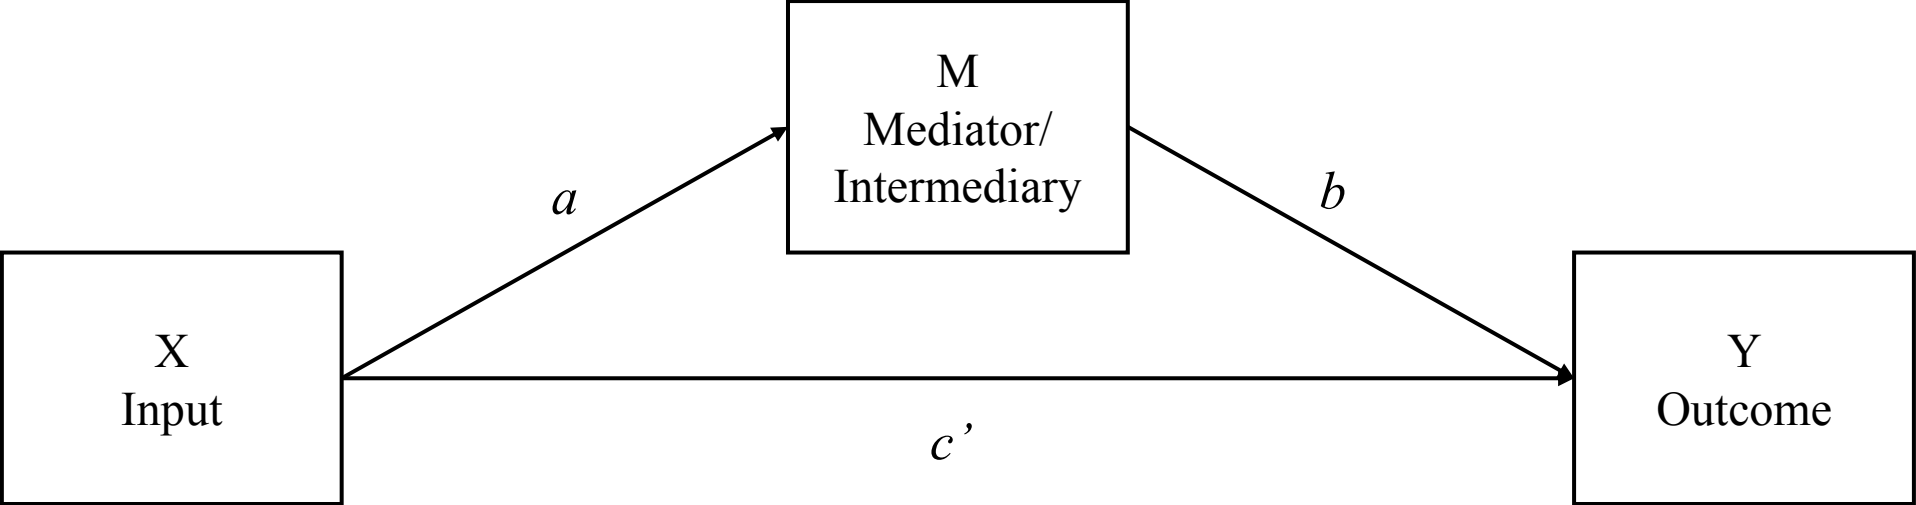 M
Mediator/
Intermediary
a
b
X
Input
Y
Outcome
c’